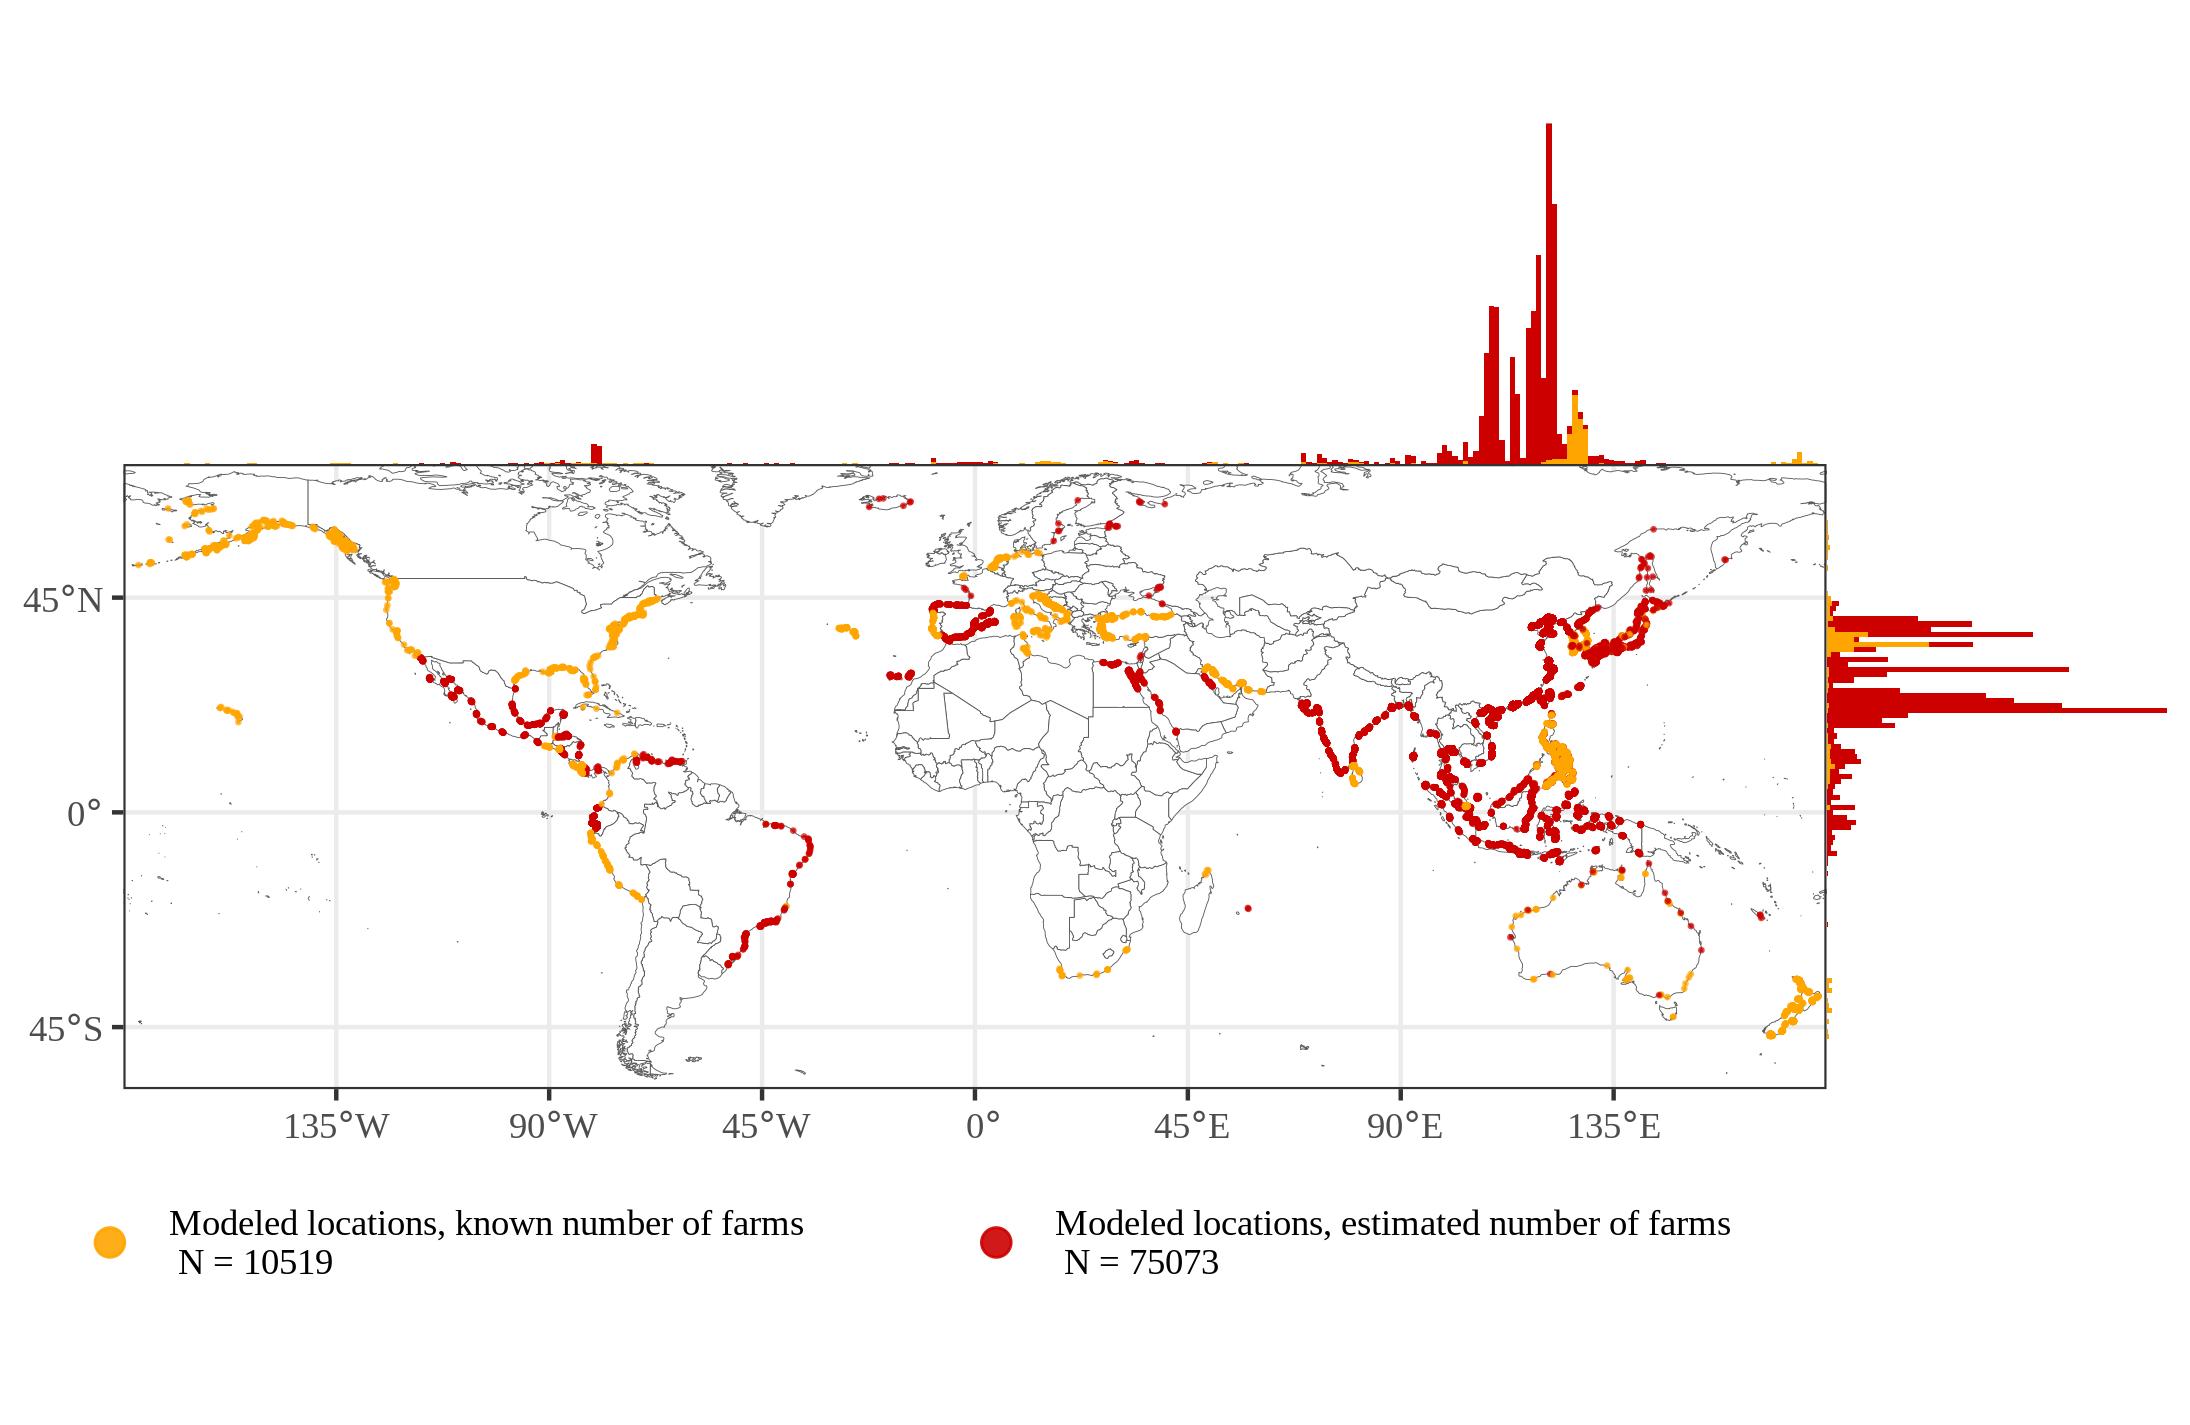 45°N
0°
45°S
135°W
90°W
45°W
0°
45°E
90°E
135°E
Modeled locations, known number of farms
N = 10519
Modeled locations, estimated number of farms
N = 75073